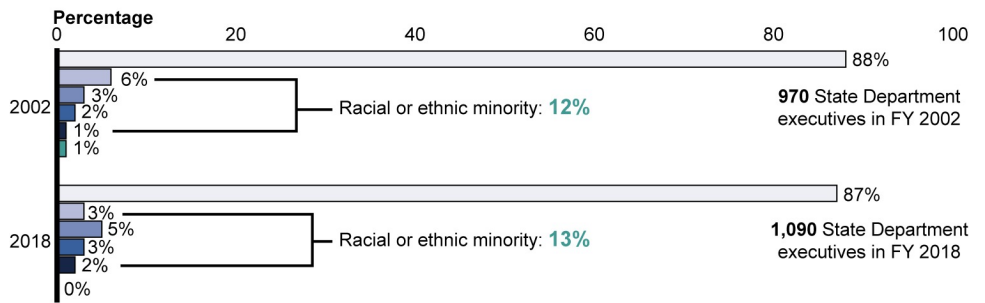 Percentage
0 20 40 60 80 100
88%
6%
3%
2002
2%
Racial or ethnic minority: 12%
970 State Department
executives in FY 2002
1%
1%
87%
3%
5%
2018
3%
Racial or ethnic minority: 13%
1,090 State Department
executives in FY 2018
2%
0%